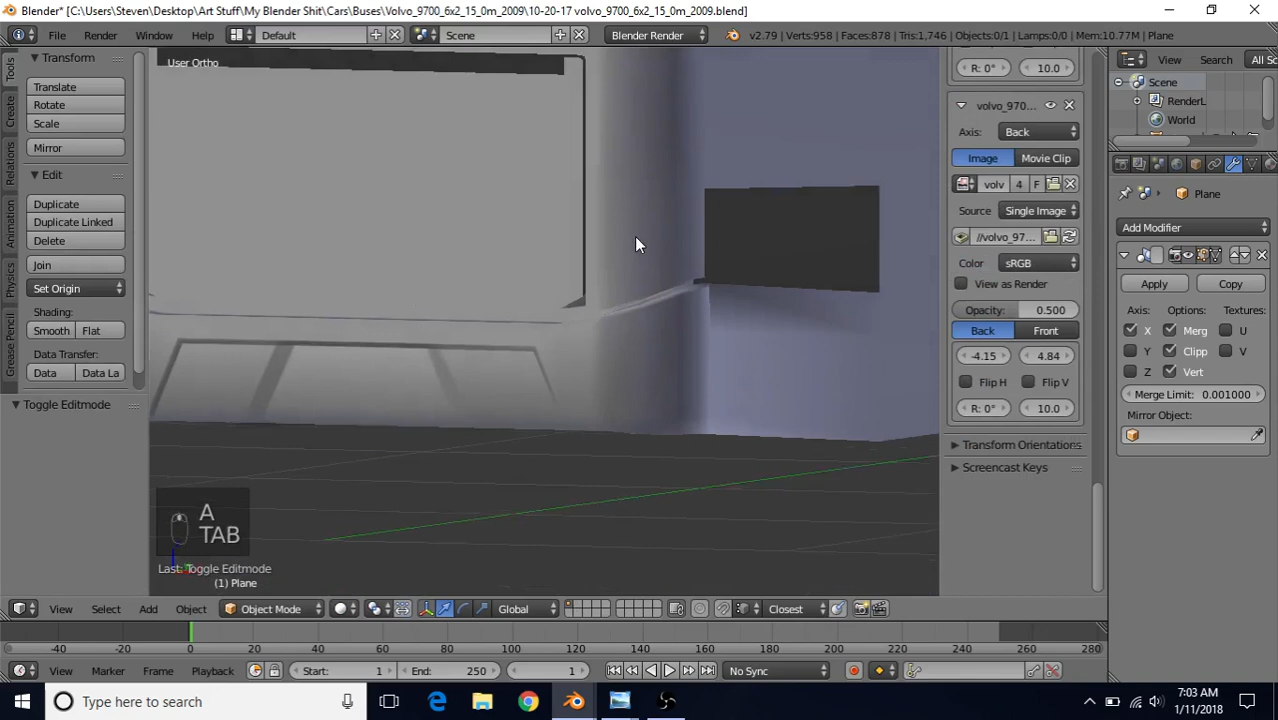 Blender* [C:\Users\Steven\Desktop\Art Stuf\My Blender Shit\Cars\Buses\Volvo_9700_6x2_15_0m_2009\10-20-17 volvo_9700_6x2_15_0m_2009.blend]
File Render Window Help Default Scene Blender Render v2.79 | Verts:958 | Faces:878 | Tris:1,746 | Objects:0/1 | Lamps:0/0 | Mem:10.77M | Plane
Tools
Create
Relations
Animation
Physics
Grease Pencil
Transform
Translate
Rotate
Scale
Mirror
Edit
Duplicate
Duplicate Linked
Delete
Join
Set Origin
Shading:
Smooth Flat
Data Transfer:
Data Data La
Toggle Editmode
User Ortho
A
TAB
Last: Toggle Editmode
(1) Plane
R: 0° 10.0
volvo_970...
Axis: Back
Image Movie Clip
volv 4 F
Source Single Image
//volvo_97...
Color sRGB
View as Render
Opacity: 0.500
Back Front
-4.15 4.84
Flip H Flip V
R: 0° 10.0
Transform Orientations
Screencast Keys
View Search All Sc
Scene
RenderL
World
Plane
Add Modifier
Apply Copy
Axis: Options: Textures:
X Merg U
Y Clipp V
Z Vert
Merge Limit: 0.001000
Mirror Object:
View Select Add Object Object Mode Global Closest
-40 -20 0 20 40 60 80 100 120 140 160 180 200 220 240 260 280
View Marker Frame Playback Start: 1 End: 250 1 No Sync
Type here to search
7:03 AM
1/11/2018